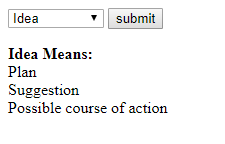 Idea submit
Idea Means:
Plan
Suggestion
Possible course of action